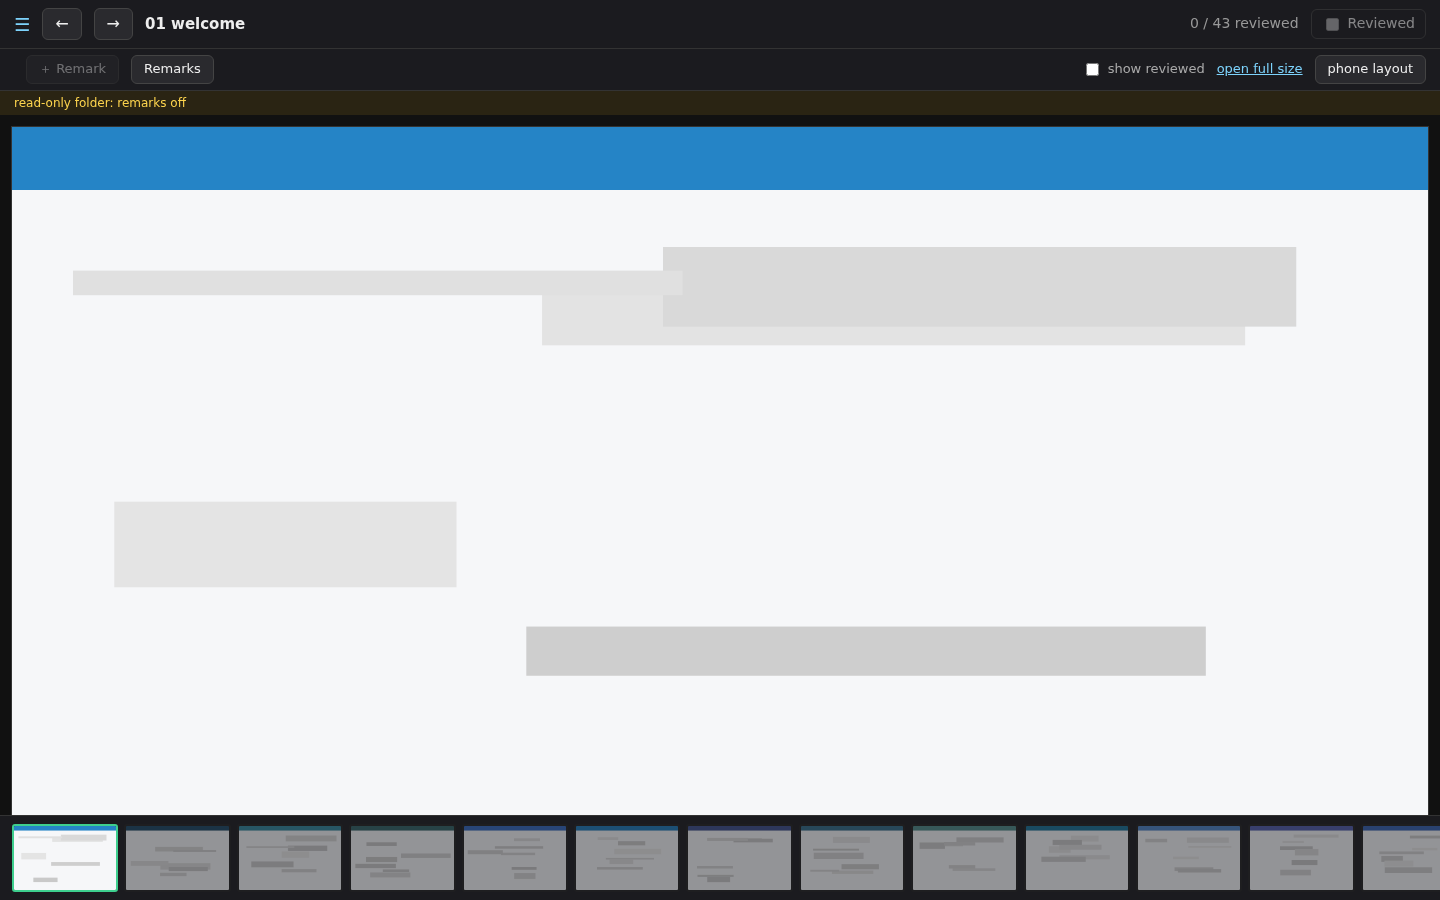 ☰ ← → 01 welcome 0 / 43 reviewed Reviewed
+ Remark Remarks show reviewed open full size phone layout
read-only folder: remarks off